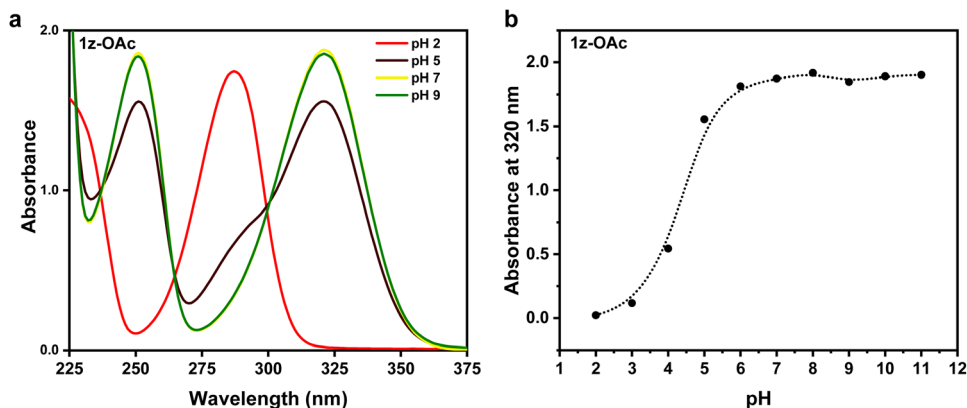 a
1z-OAc
pH 2
pH 5
pH 7
pH 9
2.0
1.0
0.0
Absorbance
225 250 275 300 325 350 375
Wavelength (nm)
b
1z-OAc
2.0
1.5
1.0
0.5
0.0
Absorbance at 320 nm
1 2 3 4 5 6 7 8 9 10 11 12
pH